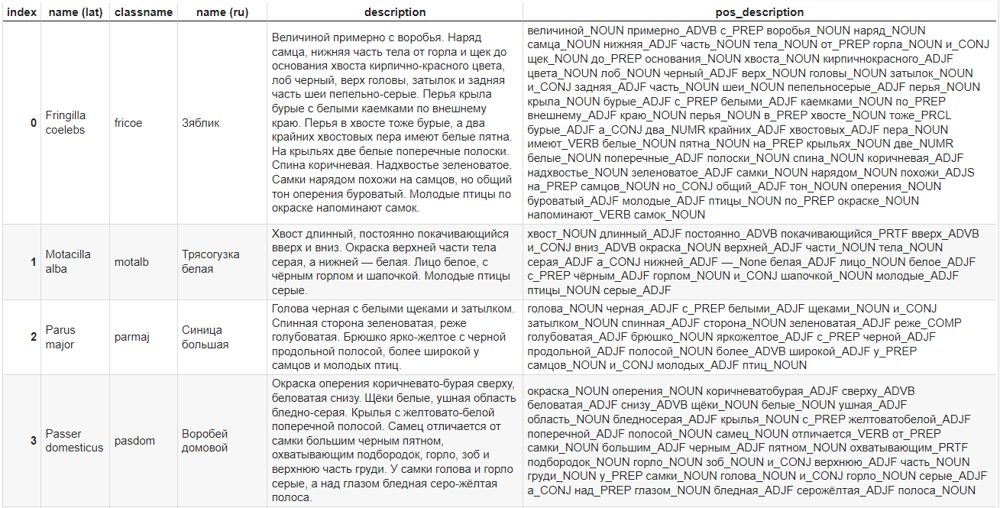 index name (lat) classname name (ru) description pos_description
0
Fringilla
coelebs
fricoe
Зяблик
Величиной примерно с воробья. Наряд
самца, нижняя часть тела от горла и щек до
основания хвоста кирпично-красного цвета,
лоб черный, верх головы, затылок и задняя
часть шеи пепельно-серые. Перья крыла
бурые с белыми каемками по внешнему
краю. Перья в хвосте тоже бурые, а два
крайних хвостовых пера имеют белые пятна.
На крыльях две белые поперечные полоски.
Спина коричневая. Надхвостье зеленоватое.
Самки нарядом похожи на самцов, но общий
тон оперения буроватый. Молодые птицы по
окраске напоминают самок.
величиной_NOUN примерно_ADVB с_PREP воробья_NOUN наряд_NOUN
самца_NOUN нижняя_ADJF часть_NOUN тела_NOUN от_PREP горла_NOUN и_CONJ
щек_NOUN до_PREP основания_NOUN хвоста_NOUN кирпичнокрасного_ADJF
цвета_NOUN лоб_NOUN черный_ADJF верх_NOUN головы_NOUN затылок_NOUN
и_CONJ задняя_ADJF часть_NOUN шеи_NOUN пепельносерые_ADJF перья_NOUN
крыла_NOUN бурые_ADJF с_PREP белыми_ADJF каемками_NOUN по_PREP
внешнему_ADJF краю_NOUN перья_NOUN в_PREP хвосте_NOUN тоже_PRCL
бурые_ADJF а_CONJ два_NUMR крайних_ADJF хвостовых_ADJF пера_NOUN
имеют_VERB белые_NOUN пятна_NOUN на_PREP крыльях_NOUN две_NUMR
белые_NOUN поперечные_ADJF полоски_NOUN спина_NOUN коричневая_ADJF
надхвостье_NOUN зеленоватое_ADJF самки_NOUN нарядом_NOUN похожи_ADJS
на_PREP самцов_NOUN но_CONJ общий_ADJF тон_NOUN оперения_NOUN
буроватый_ADJF молодые_ADJF птицы_NOUN по_PREP окраске_NOUN
напоминают_VERB самок_NOUN
1
Motacilla
alba
motalb
Трясогузка
белая
Хвост длинный, постоянно покачивающийся
вверх и вниз. Окраска верхней части тела
серая, а нижней — белая. Лицо белое, с
чёрным горлом и шапочкой. Молодые птицы
серые.
хвост_NOUN длинный_ADJF постоянно_ADVB покачивающийся_PRTF вверх_ADVB
и_CONJ вниз_ADVB окраска_NOUN верхней_ADJF части_NOUN тела_NOUN
серая_ADJF а_CONJ нижней_ADJF —_None белая_ADJF лицо_NOUN белое_ADJF
с_PREP чёрным_ADJF горлом_NOUN и_CONJ шапочкой_NOUN молодые_ADJF
птицы_NOUN серые_ADJF
2
Parus
major
parmaj
Синица
большая
Голова черная с белыми щеками и затылком.
Спинная сторона зеленоватая, реже
голубоватая. Брюшко ярко-желтое с черной
продольной полосой, более широкой у
самцов и молодых птиц.
голова_NOUN черная_ADJF с_PREP белыми_ADJF щеками_NOUN и_CONJ
затылком_NOUN спинная_ADJF сторона_NOUN зеленоватая_ADJF реже_COMP
голубоватая_ADJF брюшко_NOUN яркожелтое_ADJF с_PREP черной_ADJF
продольной_ADJF полосой_NOUN более_ADVB широкой_ADJF у_PREP
самцов_NOUN и_CONJ молодых_ADJF птиц_NOUN
3
Passer
domesticus
pasdom
Воробей
домовой
Окраска оперения коричневато-бурая сверху,
беловатая снизу. Щёки белые, ушная область
бледно-серая. Крылья с желтовато-белой
поперечной полосой. Самец отличается от
самки большим черным пятном,
охватывающим подбородок, горло, зоб и
верхнюю часть груди. У самки голова и горло
серые, а над глазом бледная серо-жёлтая
полоса.
окраска_NOUN оперения_NOUN коричневатобурая_ADJF сверху_ADVB
беловатая_ADJF снизу_ADVB щёки_NOUN белые_NOUN ушная_ADJF
область_NOUN бледносерая_ADJF крылья_NOUN с_PREP желтоватобелой_ADJF
поперечной_ADJF полосой_NOUN самец_NOUN отличается_VERB от_PREP
самки_NOUN большим_ADJF черным_ADJF пятном_NOUN охватывающим_PRTF
подбородок_NOUN горло_NOUN зоб_NOUN и_CONJ верхнюю_ADJF часть_NOUN
груди_NOUN у_PREP самки_NOUN голова_NOUN и_CONJ горло_NOUN серые_ADJF
а_CONJ над_PREP глазом_NOUN бледная_ADJF серожёлтая_ADJF полоса_NOUN